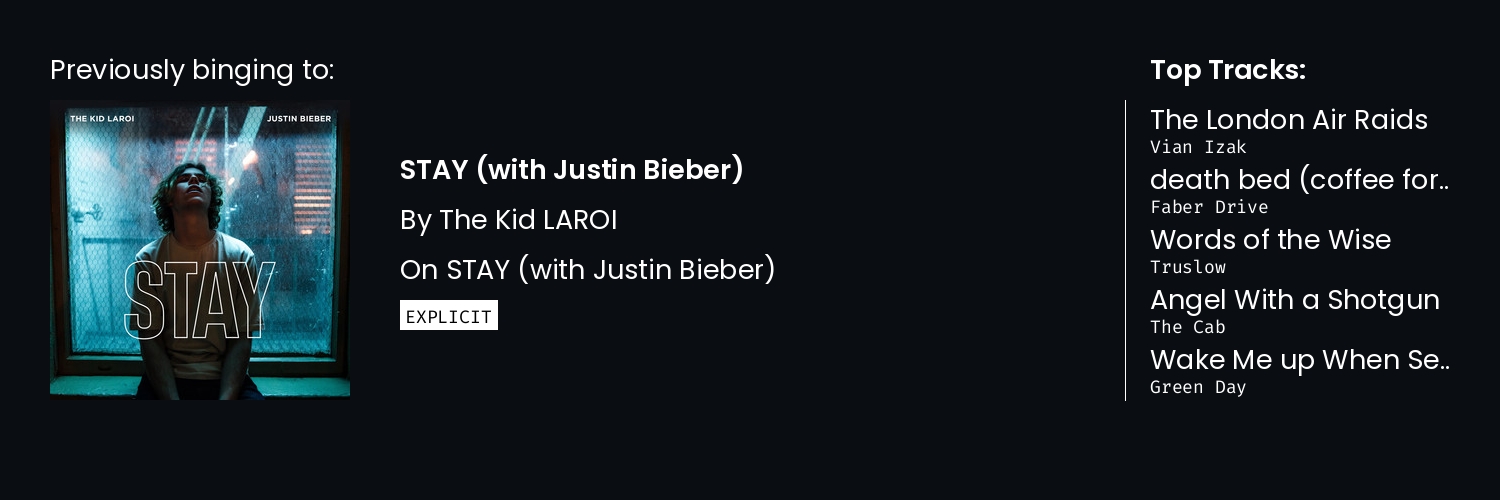 Previously binging to:
THE KID LAROI
JUSTIN BIEBER
STAY
STAY (with Justin Bieber)
By The Kid LAROI
On STAY (with Justin Bieber)
EXPLICIT
Top Tracks:
The London Air Raids
Vian Izak
death bed (coffee for..
Faber Drive
Words of the Wise
Truslow
Angel With a Shotgun
The Cab
Wake Me up When Se..
Green Day